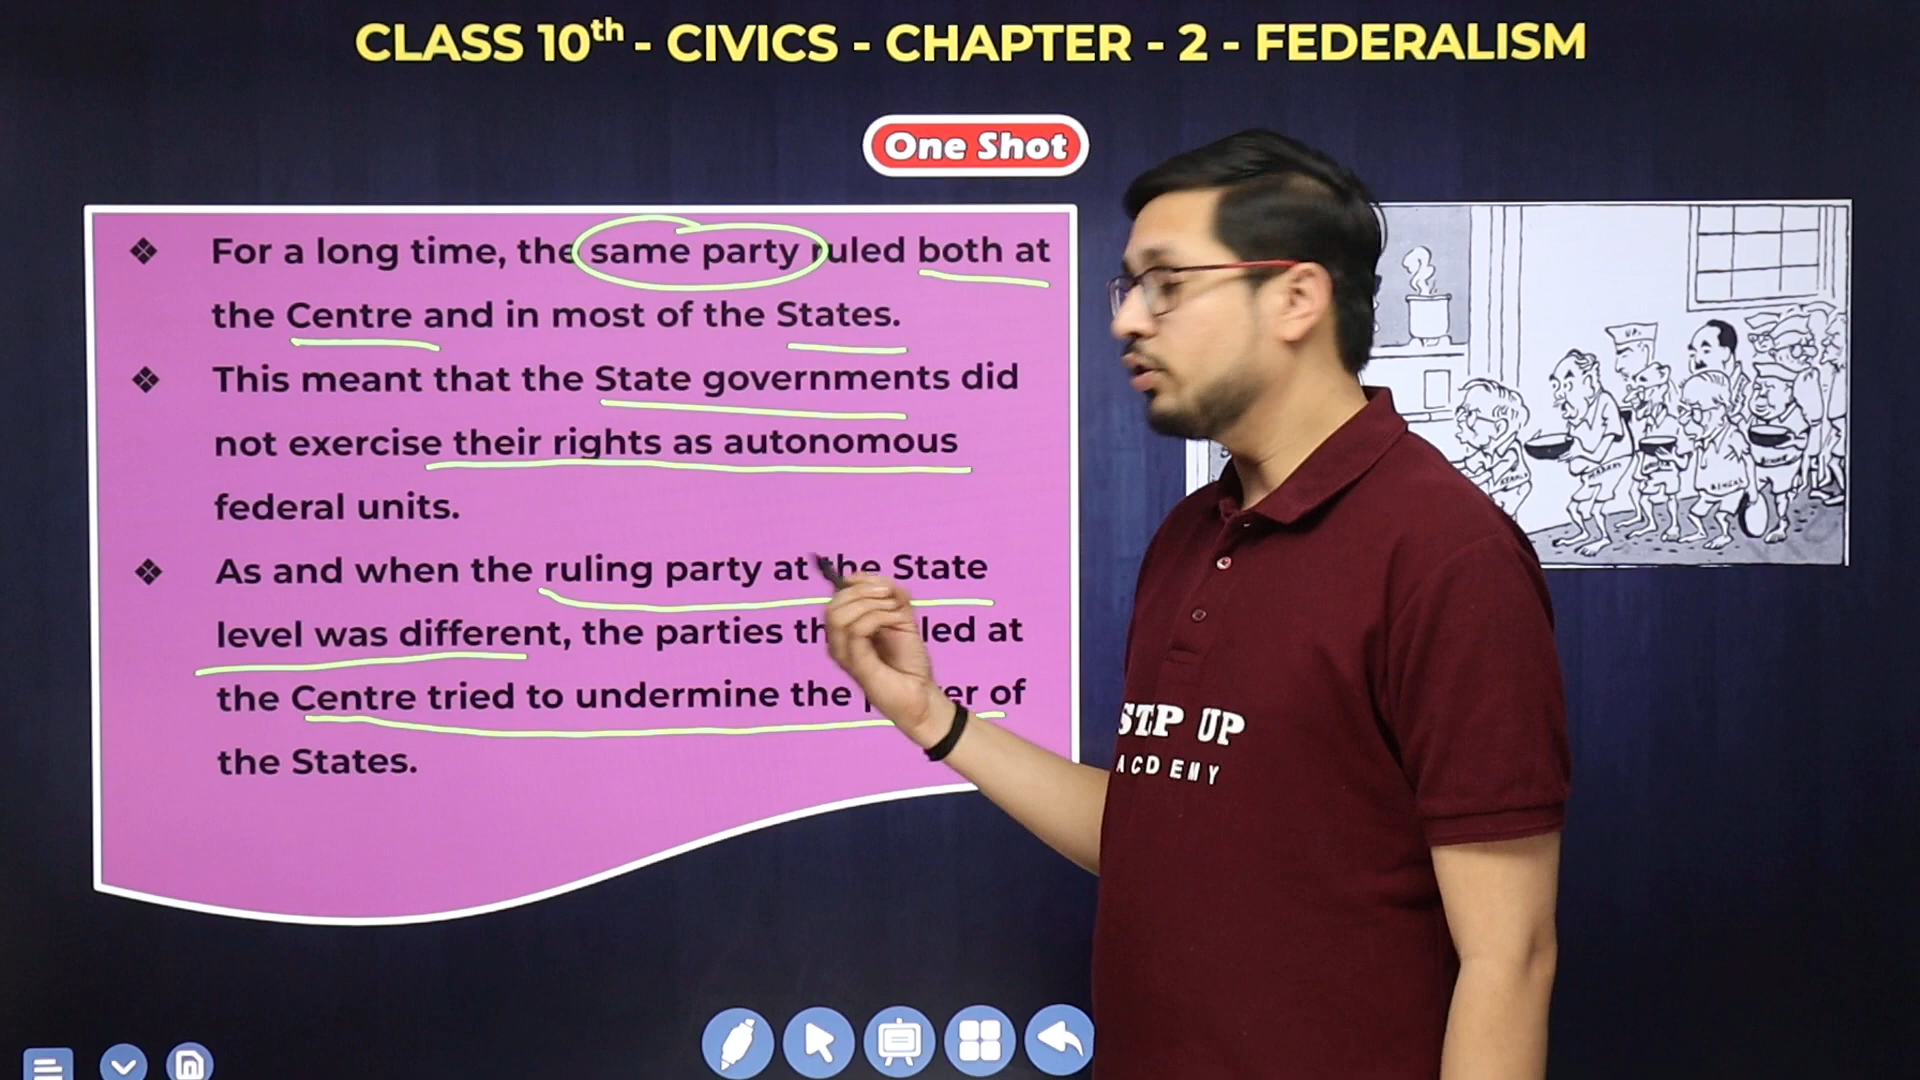 CLASS 10th - CIVICS - CHAPTER - 2 - FEDERALISM
One Shot
❖ For a long time, the same party ruled both at
the Centre and in most of the States.
❖ This meant that the State governments did
not exercise their rights as autonomous
federal units.
❖ As and when the ruling party at the State
level was different, the parties th led at
the Centre tried to undermine the er of
the States.
U.P.
BENGAL
STEP UP
ACDEMY